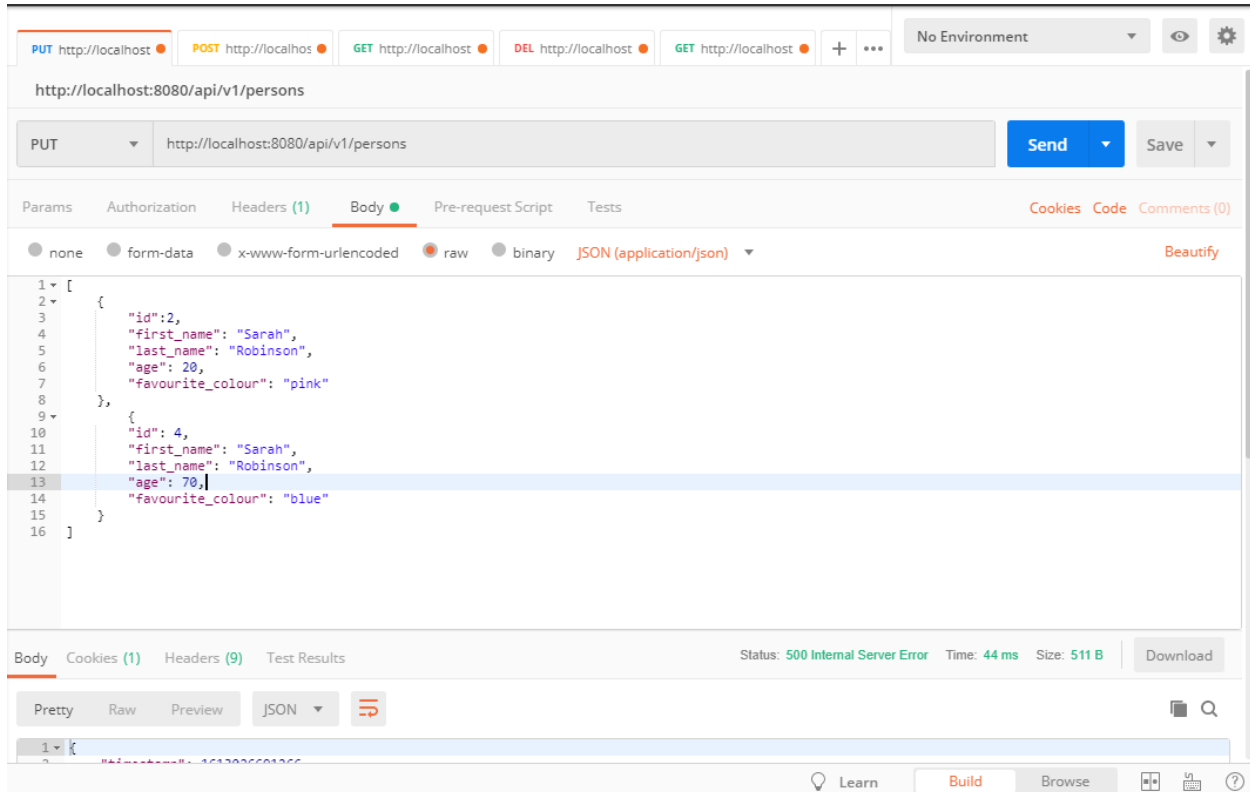 PUT http://localhost POST http://localhos GET http://localhost DEL http://localhost GET http://localhost + ••• No Environment
http://localhost:8080/api/v1/persons
PUT http://localhost:8080/api/v1/persons Send Save
Params Authorization Headers (1) Body Pre-request Script Tests Cookies Code Comments (0)
none form-data x-www-form-urlencoded raw binary JSON (application/json) Beautify
1 [
2 {
3 "id":2,
4 "first_name": "Sarah",
5 "last_name": "Robinson",
6 "age": 20,
7 "favourite_colour": "pink"
8 },
9 {
10 "id": 4,
11 "first_name": "Sarah",
12 "last_name": "Robinson",
13 "age": 70,
14 "favourite_colour": "blue"
15 }
16 ]
Body Cookies (1) Headers (9) Test Results Status: 500 Internal Server Error Time: 44 ms Size: 511 B Download
Pretty Raw Preview JSON
1 {
"timestamp":
Learn Build Browse ?